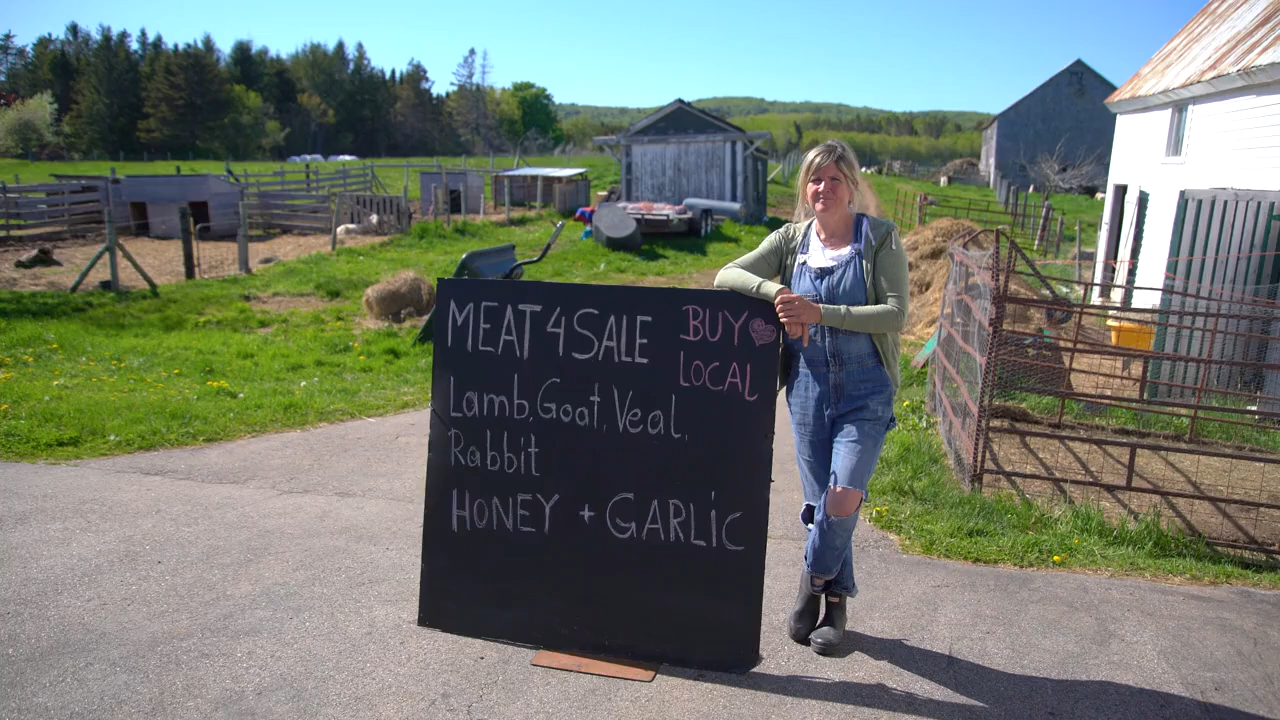 MEAT 4 SALE
BUY
LOCAL
Lamb, Goat, Veal,
Rabbit
HONEY + GARLIC